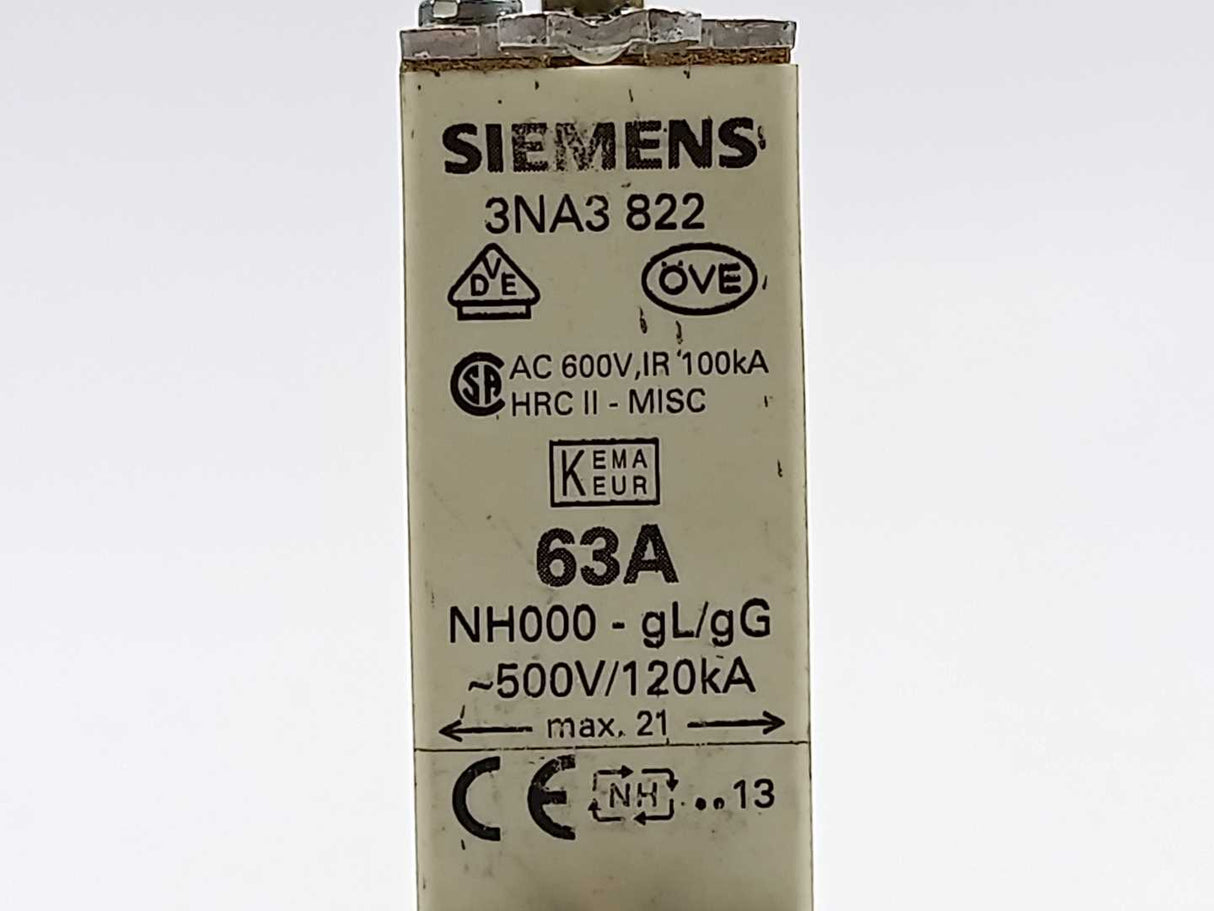 SIEMENS
3NA3 822
VDE ÖVE
CSA AC 600V,IR 100kA
HRC II - MISC
KEMA
KEUR
63A
NH000 - gL/gG
~500V/120kA
max. 21
CE NH ..13